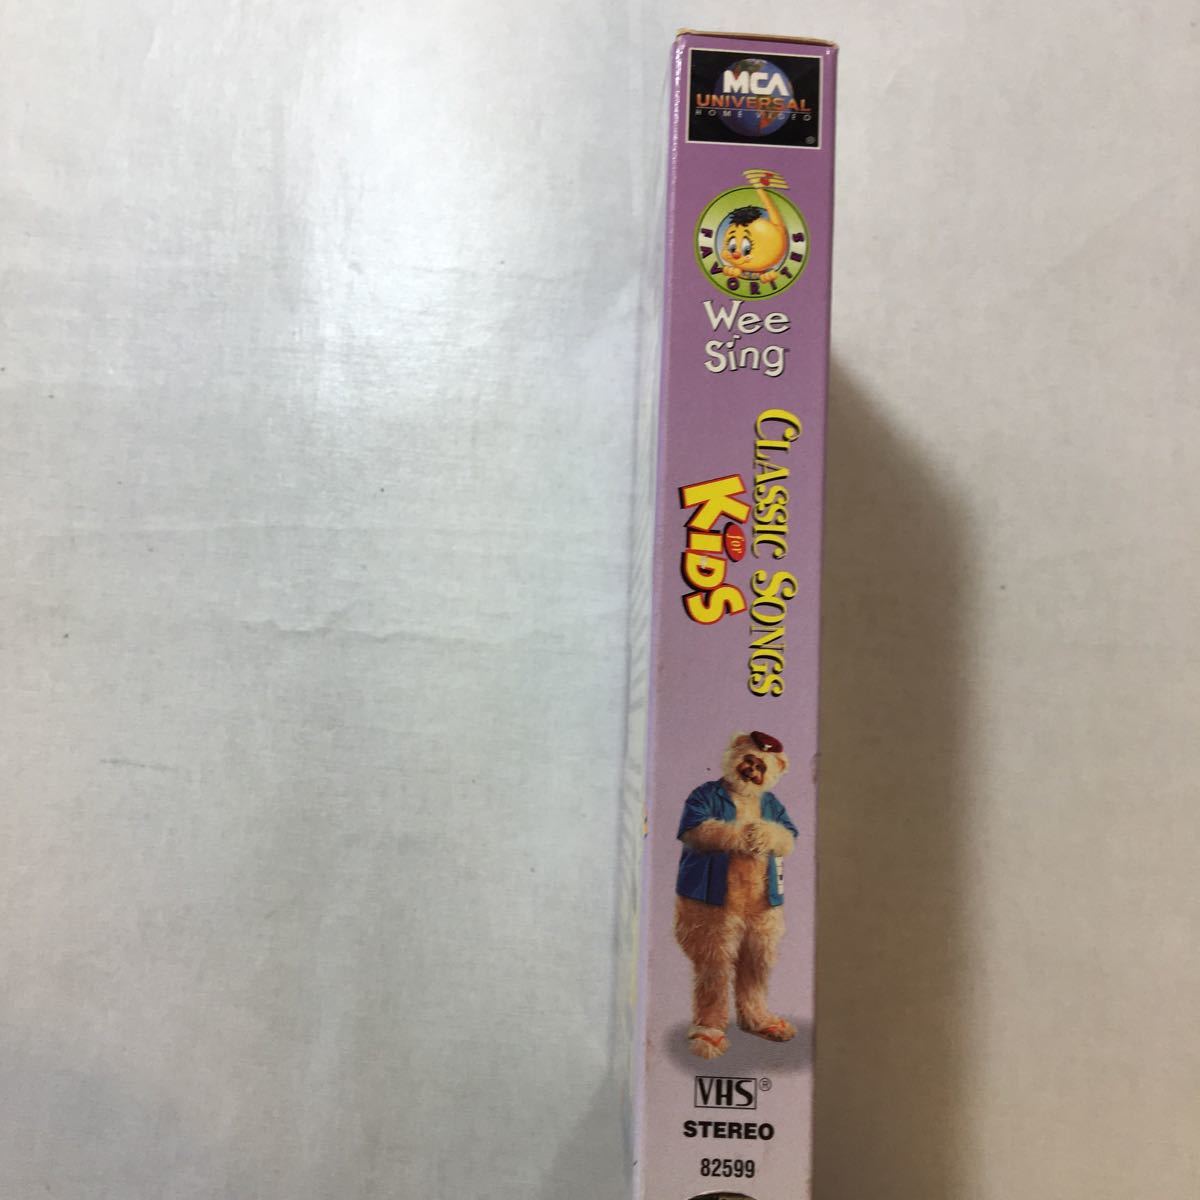 MCA
UNIVERSAL
HOME VIDEO
®
FAVORITES
Wee
Sing
CLASSIC SONGS
for
KIDS
VHS®
STEREO
82599